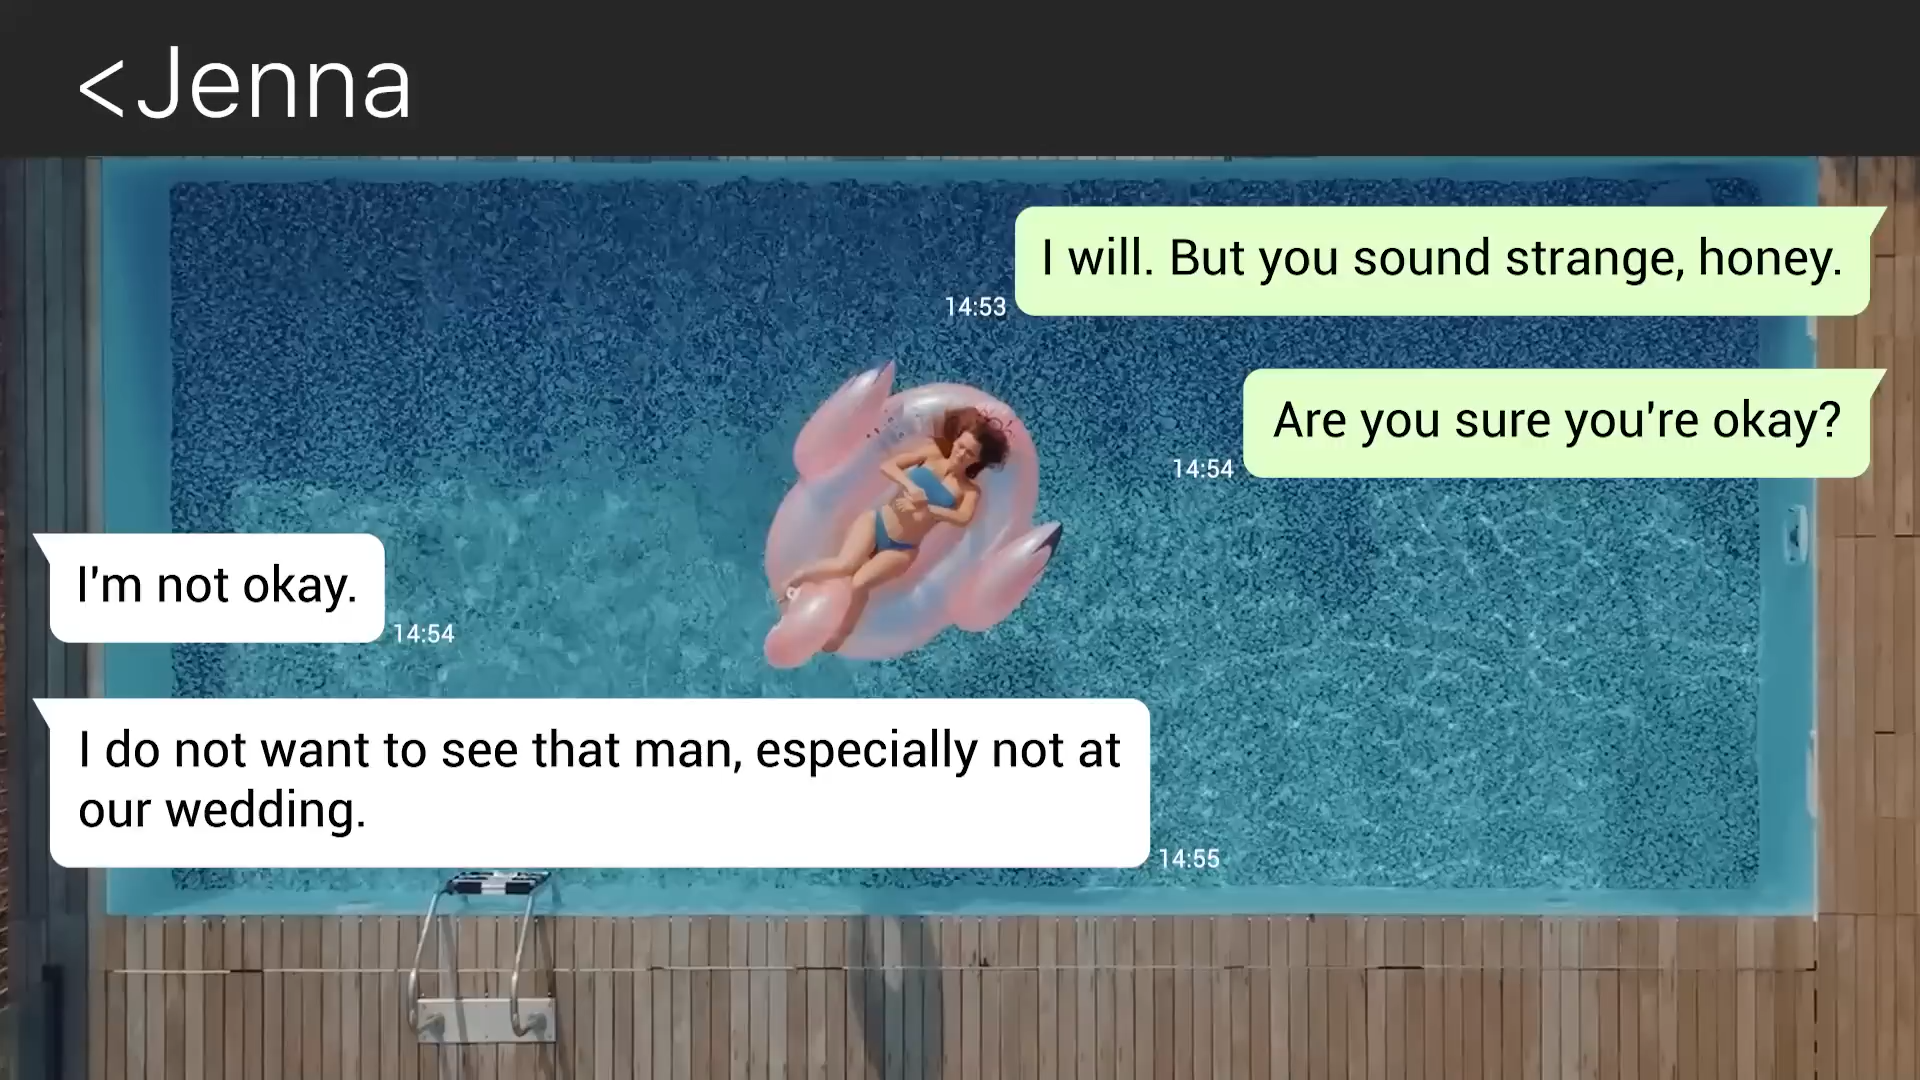 <Jenna
I will. But you sound strange, honey.
14:53
Are you sure you're okay?
14:54
I'm not okay.
14:54
I do not want to see that man, especially not at
our wedding.
14:55